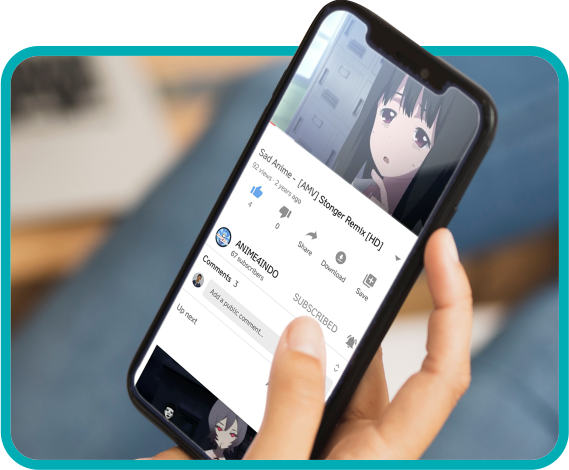 Sad Anime - [AMV] Stonger Remix [HD]
92 views · 2 years ago
4
0
Share
Download
Save
ANIME4INDO
67 subscribers
SUBSCRIBED
Comments 3
Add a public comment...
Up next